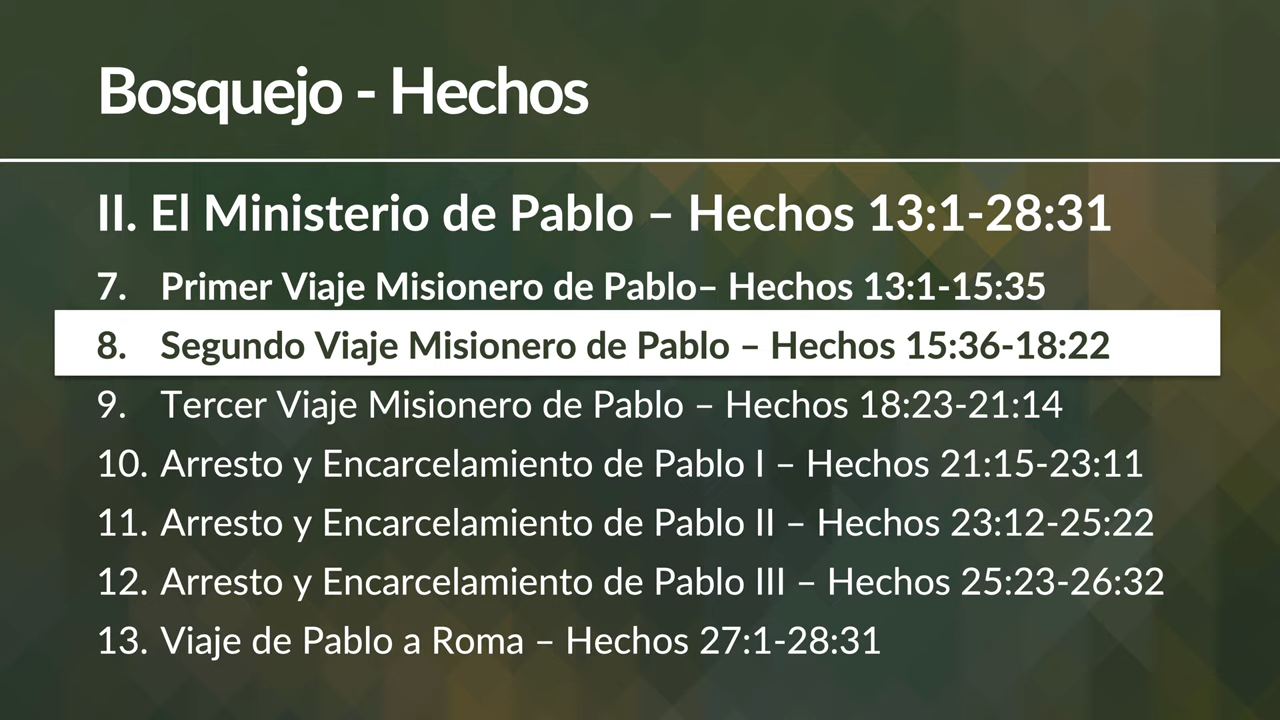 Bosquejo - Hechos
II. El Ministerio de Pablo – Hechos 13:1-28:31
7. Primer Viaje Misionero de Pablo– Hechos 13:1-15:35
8. Segundo Viaje Misionero de Pablo – Hechos 15:36-18:22
9. Tercer Viaje Misionero de Pablo – Hechos 18:23-21:14
10. Arresto y Encarcelamiento de Pablo I – Hechos 21:15-23:11
11. Arresto y Encarcelamiento de Pablo II – Hechos 23:12-25:22
12. Arresto y Encarcelamiento de Pablo III – Hechos 25:23-26:32
13. Viaje de Pablo a Roma – Hechos 27:1-28:31